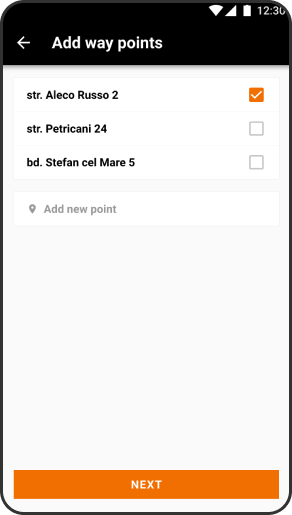 12:30
Add way points
str. Aleco Russo 2
str. Petricani 24
bd. Stefan cel Mare 5
Add new point
NEXT